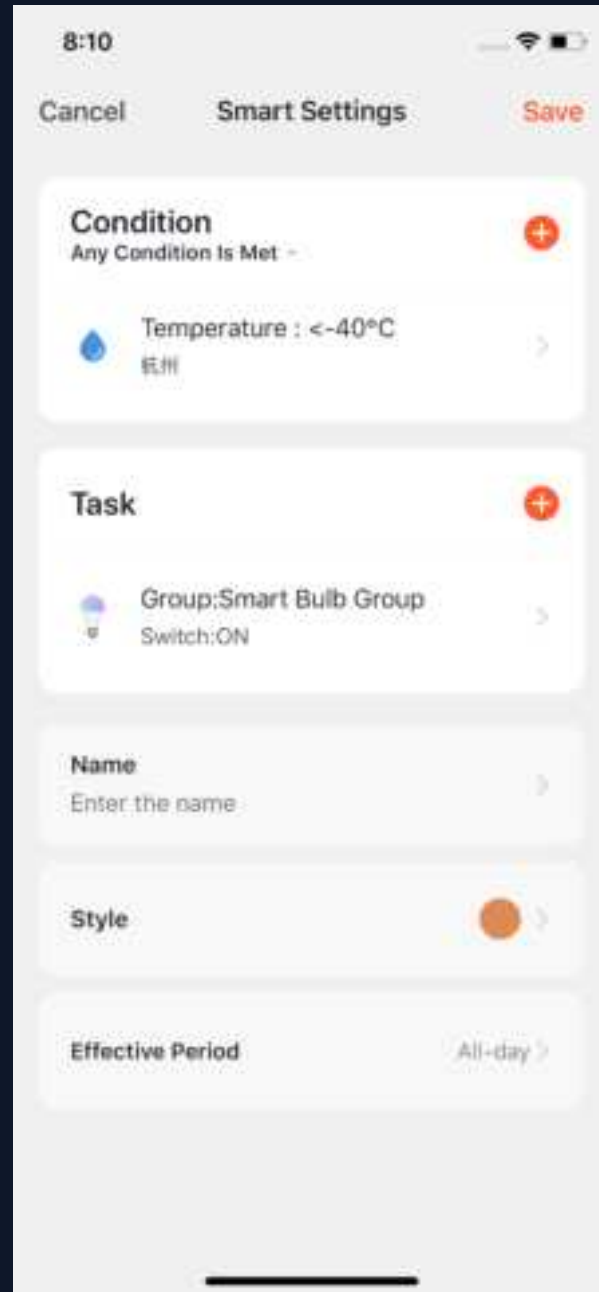 8:10
Cancel
Smart Settings
Save
Condition
Any Condition Is Met
Temperature : <-40°C
杭州
Task
Group:Smart Bulb Group
Switch:ON
Name
Enter the name
Style
Effective Period
All-day